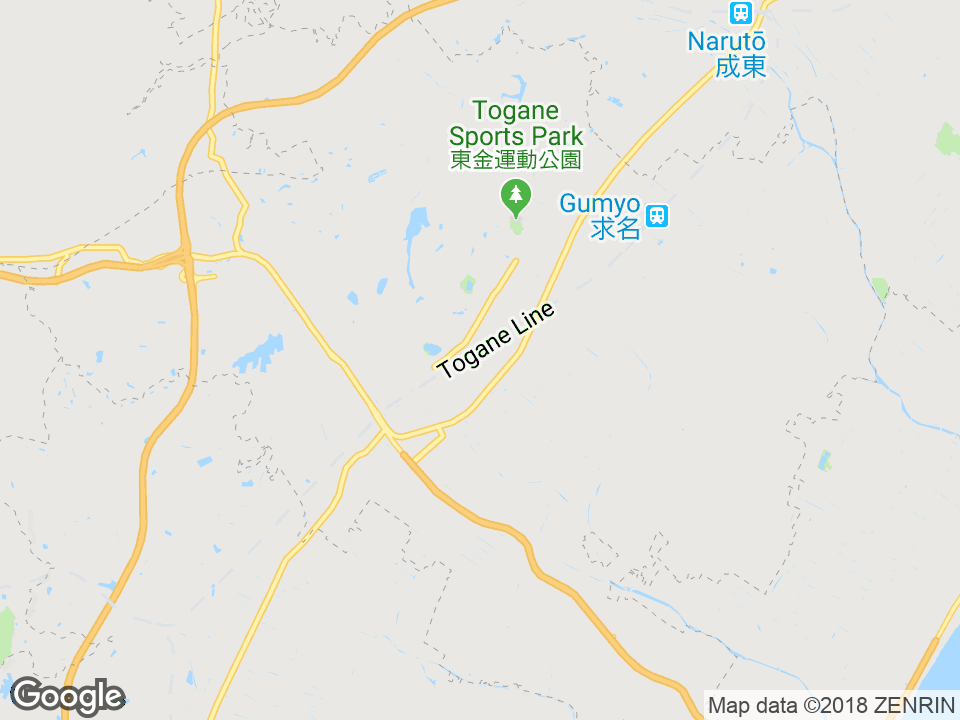 Narutō
成東
Togane
Sports Park
東金運動公園
Gumyo
求名
Togane Line
Google
Map data ©2018 ZENRIN